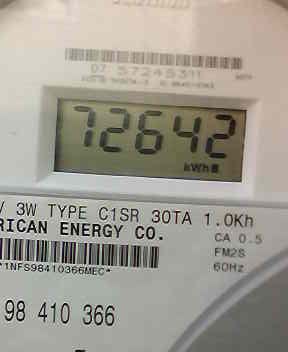 07 57245311
72642
kWh
V 3W TYPE C1SR 30TA 1.0Kh
RICAN ENERGY CO.
CA 0.5
FM2S
*1NFS98410366MEC*
60Hz
98 410 366